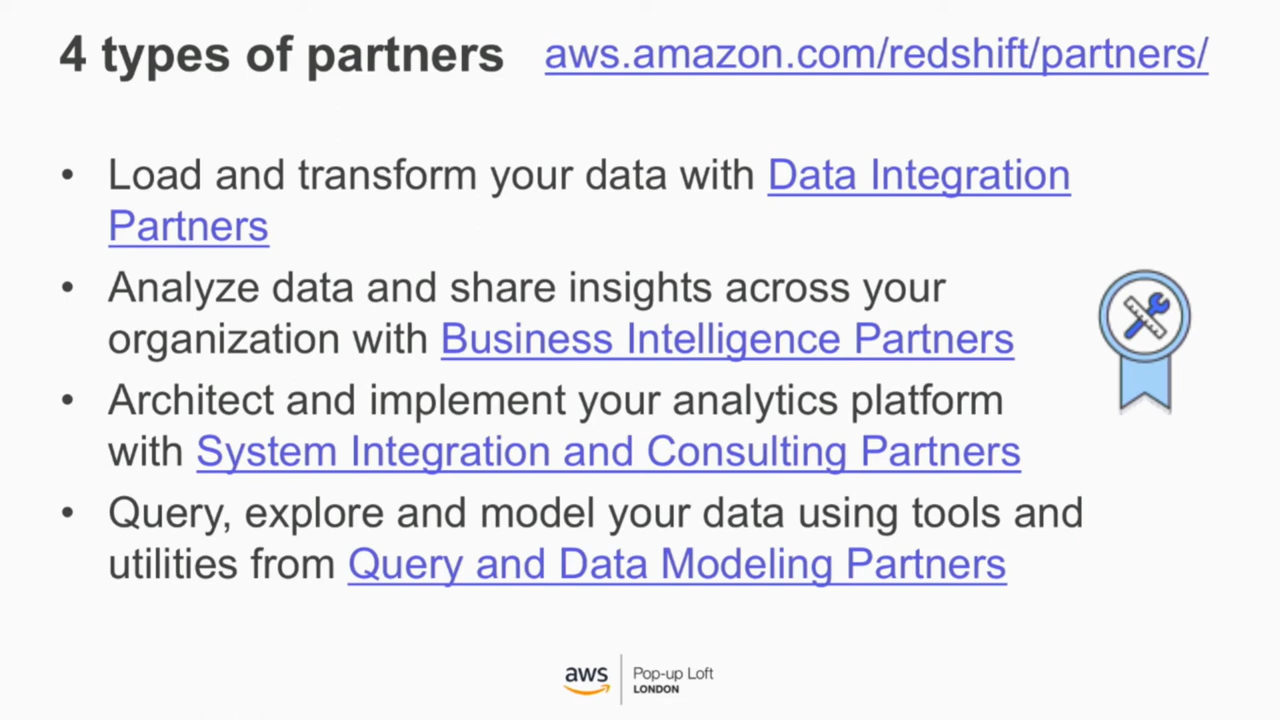 4 types of partners aws.amazon.com/redshift/partners/
• Load and transform your data with Data Integration
Partners
• Analyze data and share insights across your
organization with Business Intelligence Partners
• Architect and implement your analytics platform
with System Integration and Consulting Partners
• Query, explore and model your data using tools and
utilities from Query and Data Modeling Partners
aws Pop-up Loft
LONDON